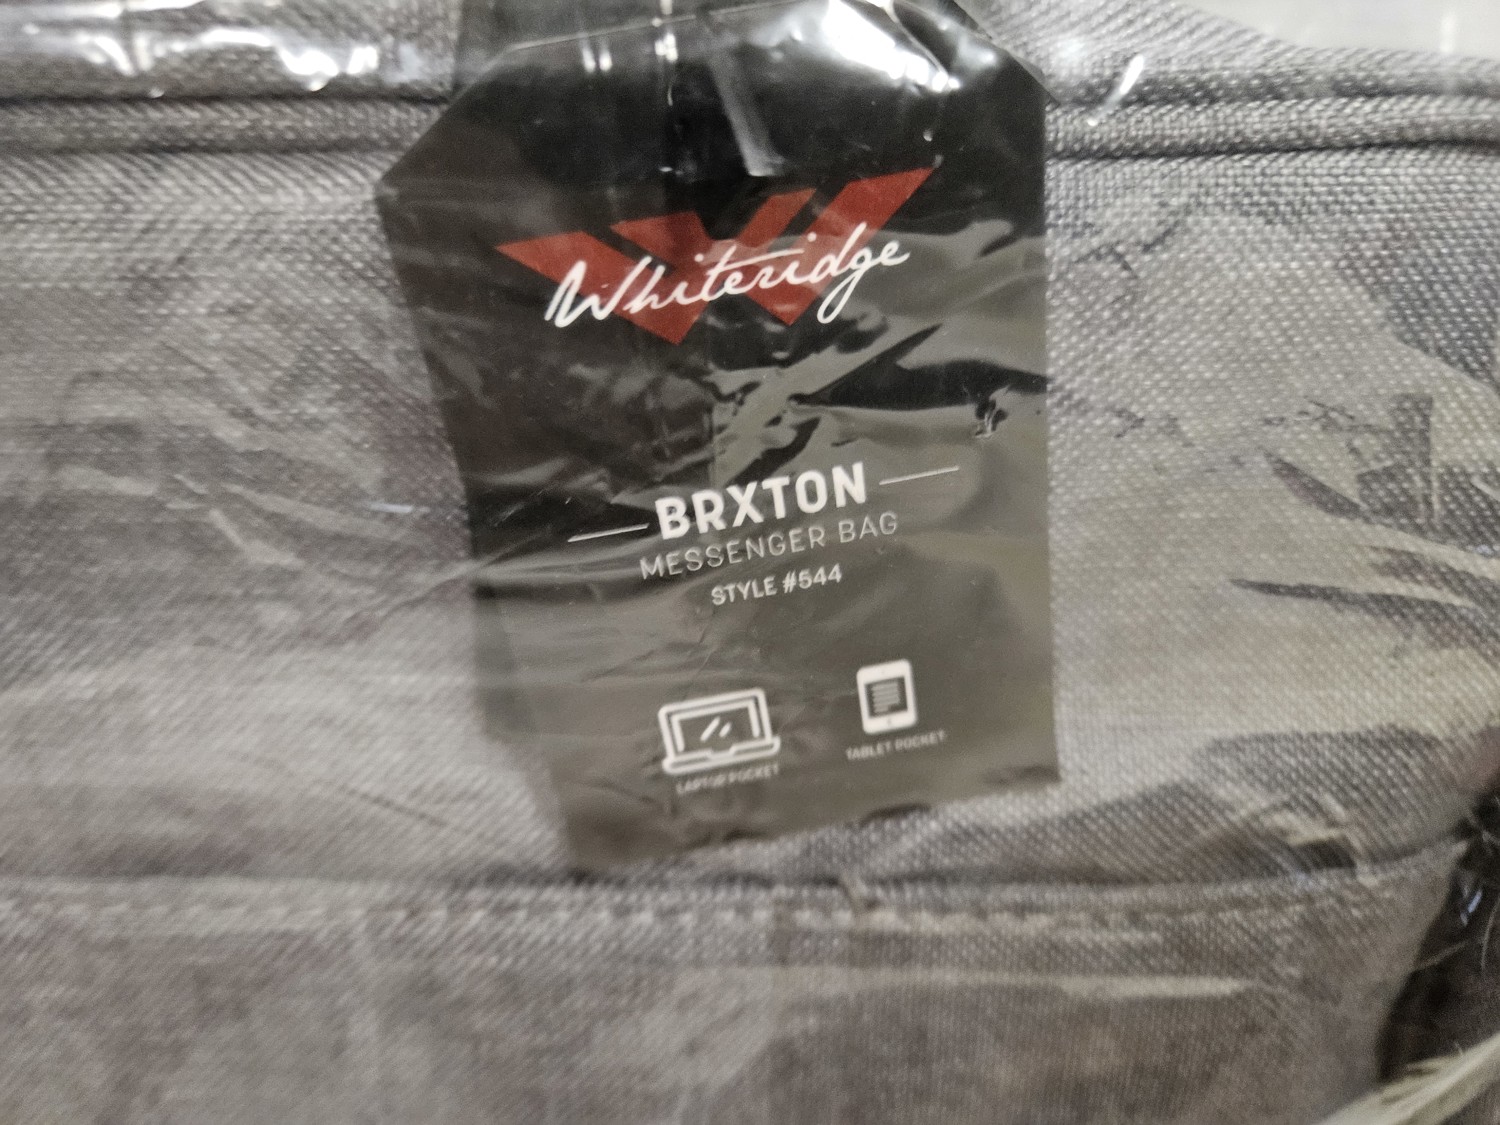 Whiteridge
BRXTON
MESSENGER BAG
STYLE #544
LAPTOP POCKET
TABLET POCKET